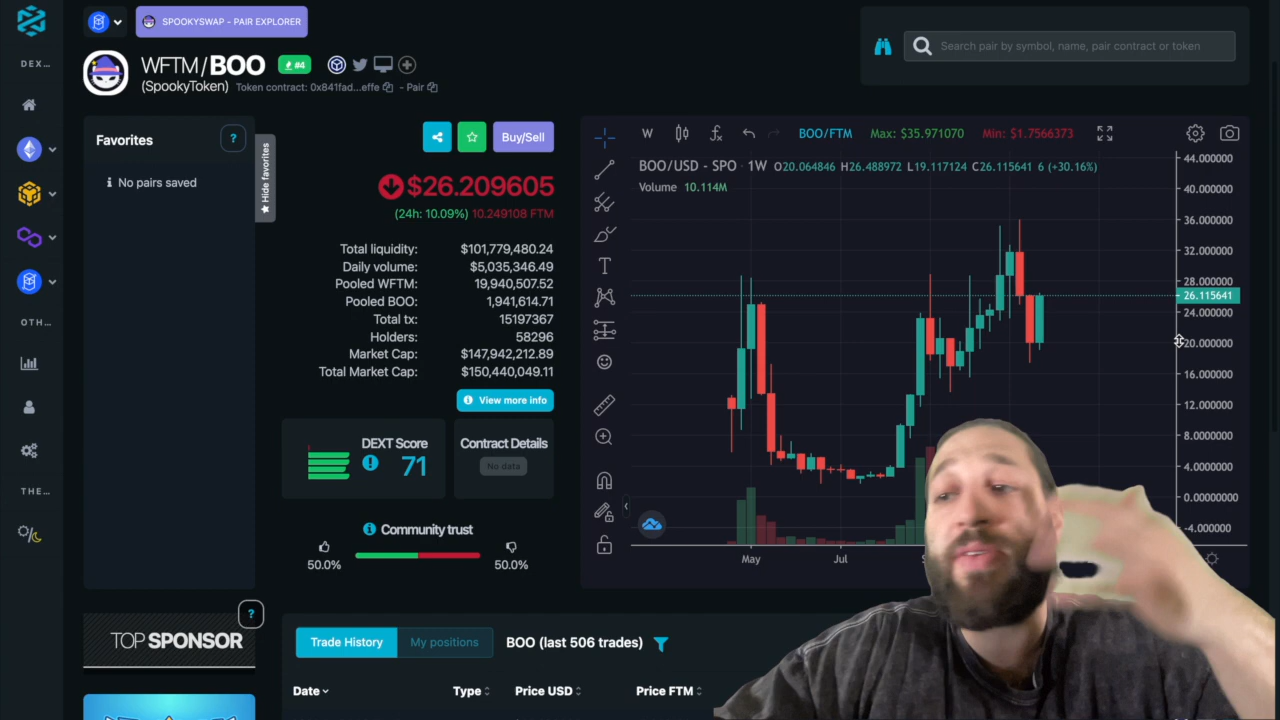 SPOOKYSWAP - PAIR EXPLORER
Search pair by symbol, name, pair contract or token
DEX...
WFTM/BOO #4
(SpookyToken) Token contract: 0x841fad...effe - Pair
Favorites ?
No pairs saved
Hide favorites
Buy/Sell
$26.209605
(24h: 10.09%) 10.249108 FTM
Total liquidity: $101,779,480.24
Daily volume: $5,035,346.49
Pooled WFTM: 19,940,507.52
Pooled BOO: 1,941,614.71
Total tx: 15197367
Holders: 58296
Market Cap: $147,942,212.89
Total Market Cap: $150,440,049.11
View more info
DEXT Score
71
Contract Details
No data
Community trust
50.0%
50.0%
OTH...
THE...
W BOO/FTM Max: $35.971070 Min: $1.7566373
BOO/USD - SPO 1W O20.064846 H26.488972 L19.117124 C26.115641 6 (+30.16%)
Volume 10.114M
44.000000
40.000000
36.000000
32.000000
28.000000
26.115641
24.000000
20.000000
16.000000
12.000000
8.000000
4.000000
0.00000000
-4.000000
May Jul
?
TOP SPONSOR
Trade History My positions BOO (last 506 trades)
Date Type Price USD Price FTM